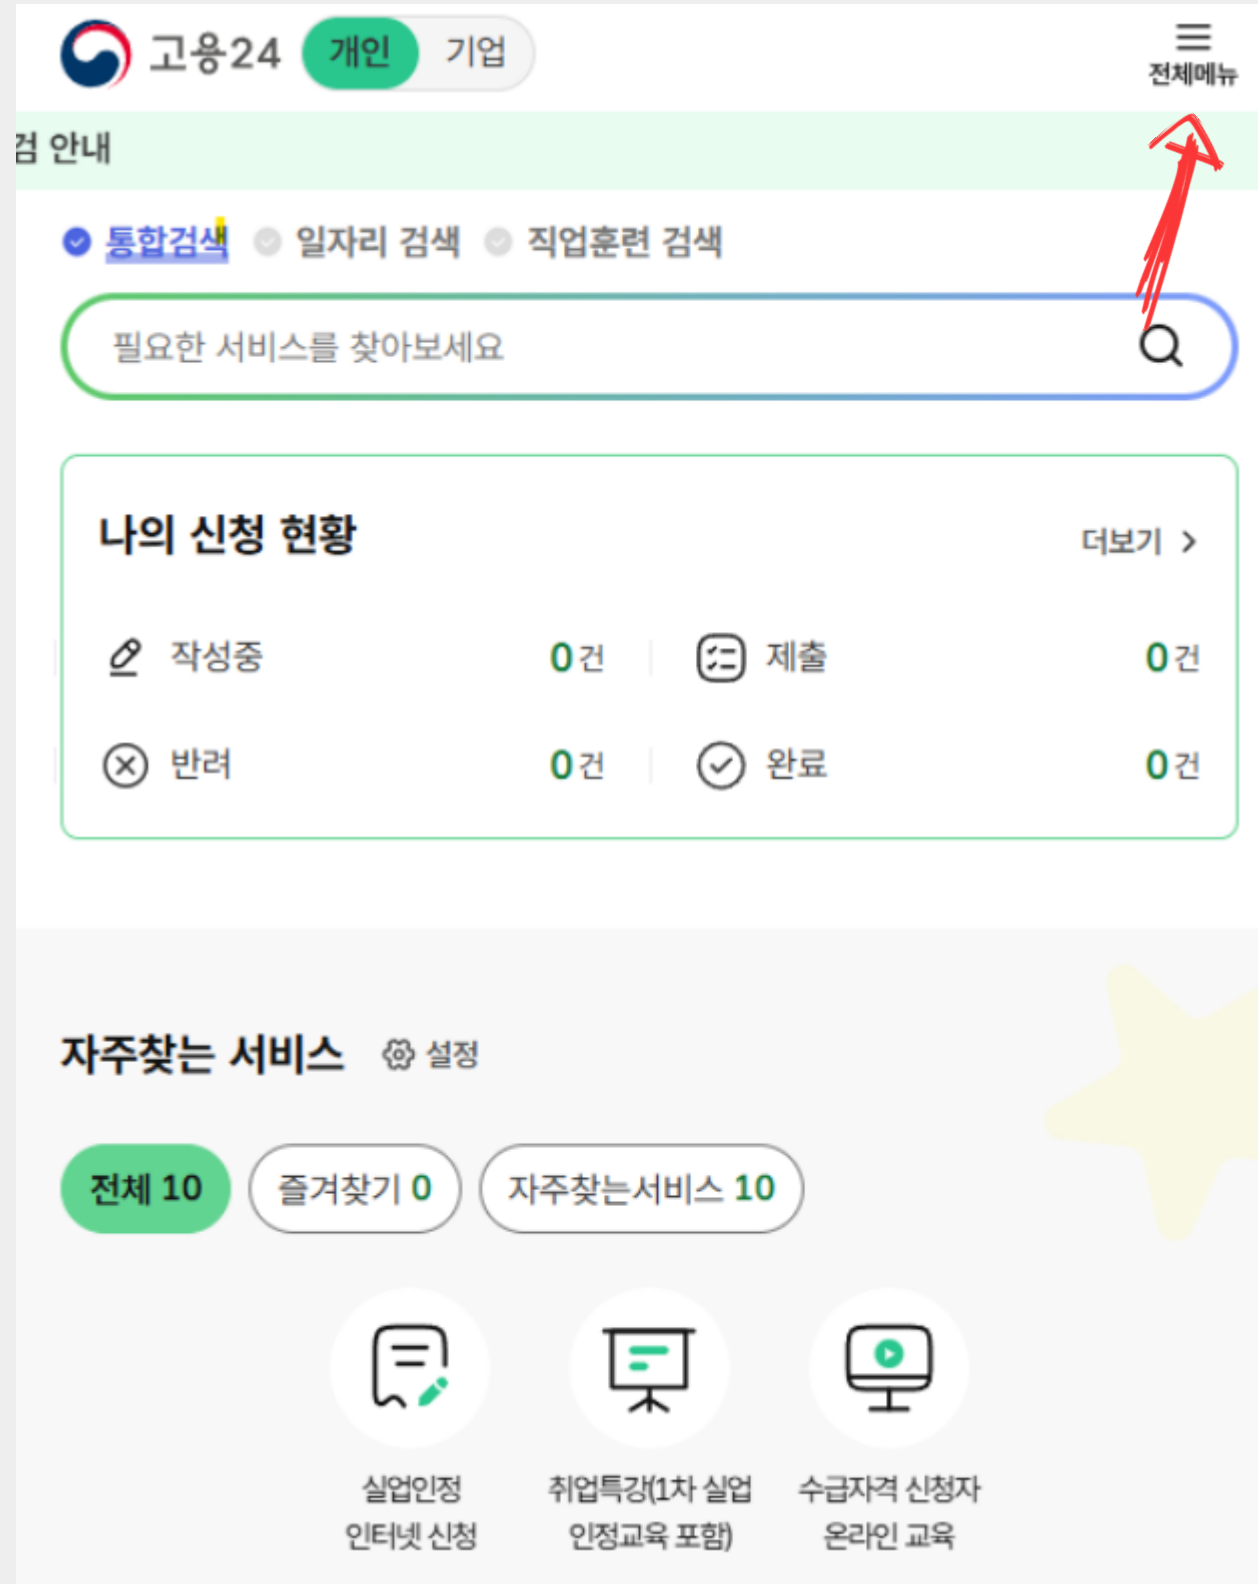 고용24 개인 기업
전체메뉴
검 안내
통합검색 일자리 검색 직업훈련 검색
필요한 서비스를 찾아보세요
나의 신청 현황 더보기
작성중 0건 제출 0건
반려 0건 완료 0건
자주찾는 서비스 설정
전체 10 즐겨찾기 0 자주찾는서비스 10
실업인정
인터넷 신청
취업특강(1차 실업
인정교육 포함)
수급자격 신청자
온라인 교육